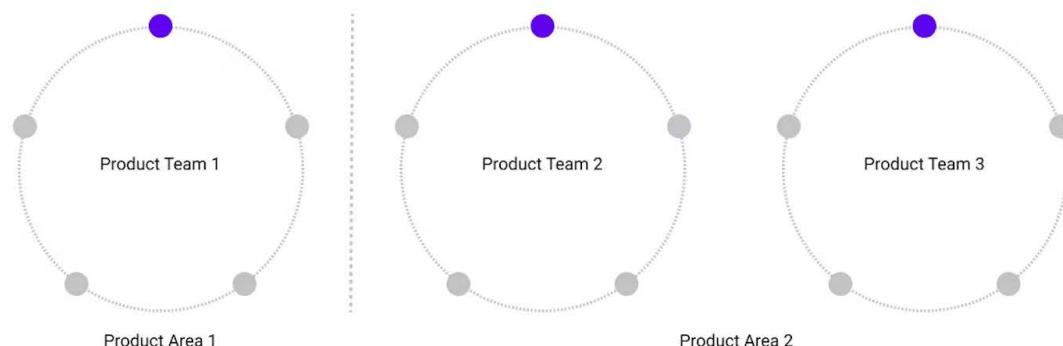 Product Team 1
Product Team 2
Product Team 3
Product Area 1
Product Area 2